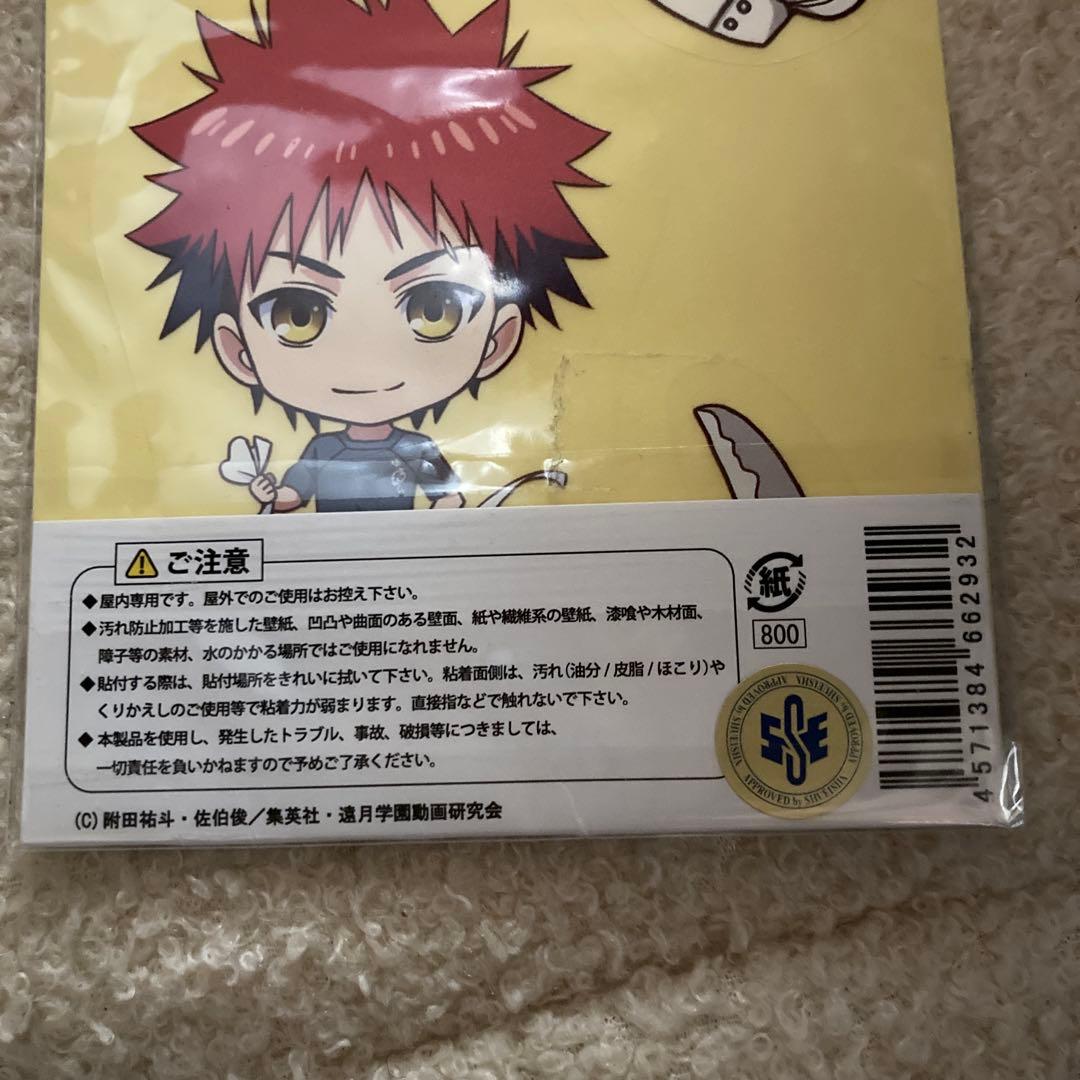 ご注意
◆屋内専用です。屋外でのご使用はお控え下さい。
◆汚れ防止加工等を施した壁紙、凹凸や曲面のある壁面、紙や繊維系の壁紙、漆喰や木材面、
障子等の素材、水のかかる場所ではご使用になれません。
◆貼付する際は、貼付場所をきれいに拭いて下さい。粘着面側は、汚れ（油分 / 皮脂 / ほこり）や
くりかえしのご使用等で粘着力が弱まります。直接指などで触れないで下さい。
◆本製品を使用し、発生したトラブル、事故、破損等につきましては、
一切責任を負いかねますので予めご了承ください。
(C) 附田祐斗・佐伯俊／集英社・遠月学園動画研究会
紙
800
APPROVED by SHUEISHA APPROVED by SHUEISHA APPROVED by SHUEISHA
SSE
4 571384 662932